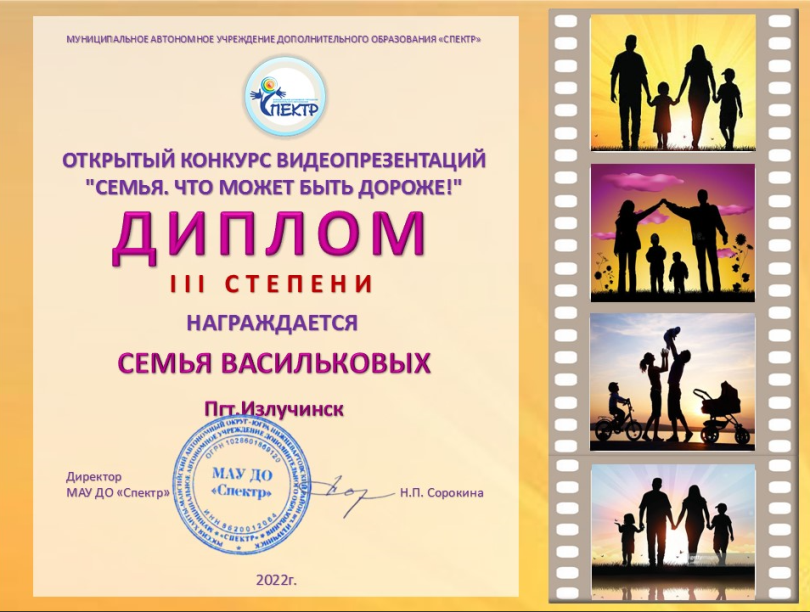 МУНИЦИПАЛЬНОЕ АВТОНОМНОЕ УЧРЕЖДЕНИЕ ДОПОЛНИТЕЛЬНОГО ОБРАЗОВАНИЯ «СПЕКТР»
СПЕКТР
ОТКРЫТЫЙ КОНКУРС ВИДЕОПРЕЗЕНТАЦИЙ
"СЕМЬЯ. ЧТО МОЖЕТ БЫТЬ ДОРОЖЕ!"
ДИПЛОМ
III СТЕПЕНИ
НАГРАЖДАЕТСЯ
СЕМЬЯ ВАСИЛЬКОВЫХ
Пгт.Излучинск
МАУ ДО
«Спектр»
Директор
МАУ ДО «Спектр»
Н.П. Сорокина
2022г.